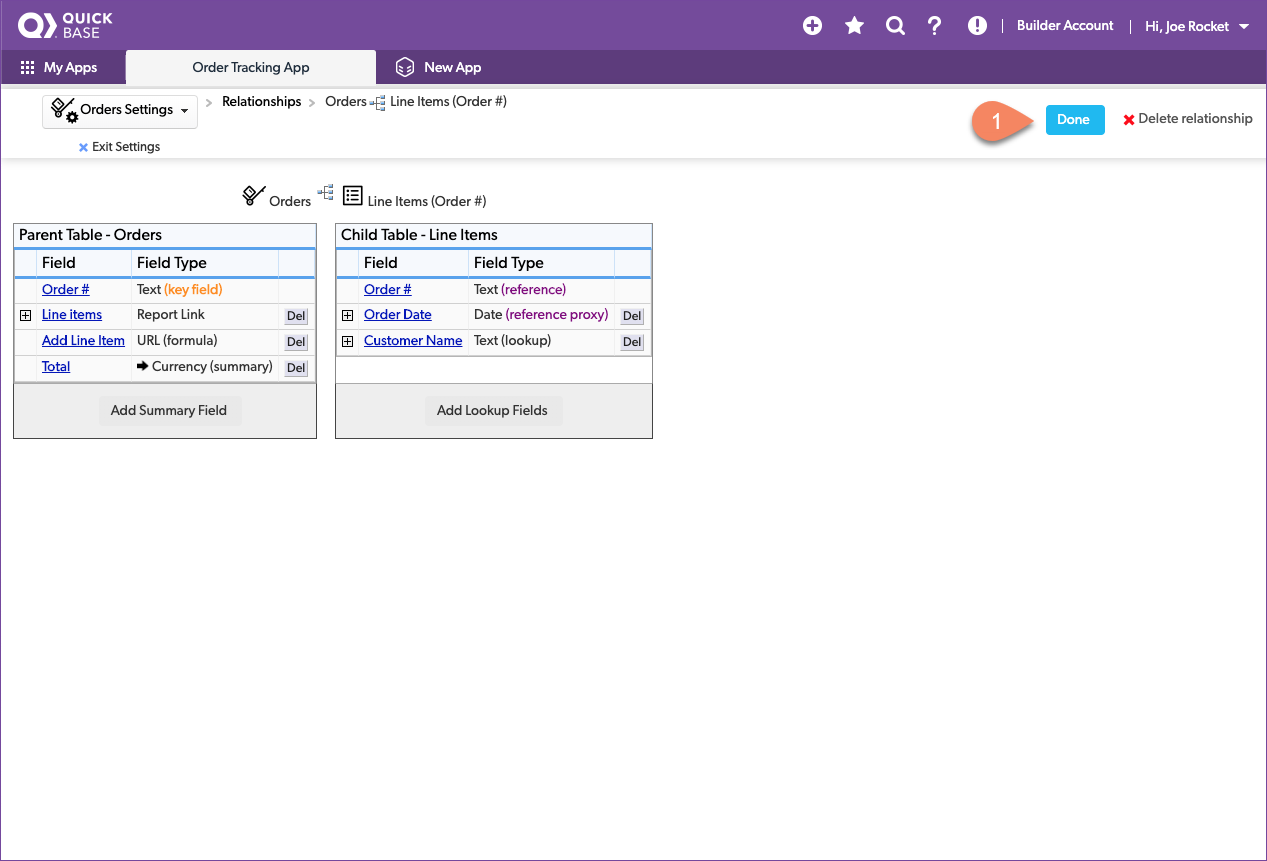 QUICK
BASE
Builder Account | Hi, Joe Rocket
My Apps
Order Tracking App
New App
Orders Settings
Relationships
Orders
Line Items (Order #)
Exit Settings
1
Done
Delete relationship
Orders
Line Items (Order #)
Parent Table - Orders
Field Field Type
Order # Text (key field)
Line items Report Link Del
Add Line Item URL (formula) Del
Total Currency (summary) Del
Add Summary Field
Child Table - Line Items
Field Field Type
Order # Text (reference)
Order Date Date (reference proxy) Del
Customer Name Text (lookup) Del
Add Lookup Fields